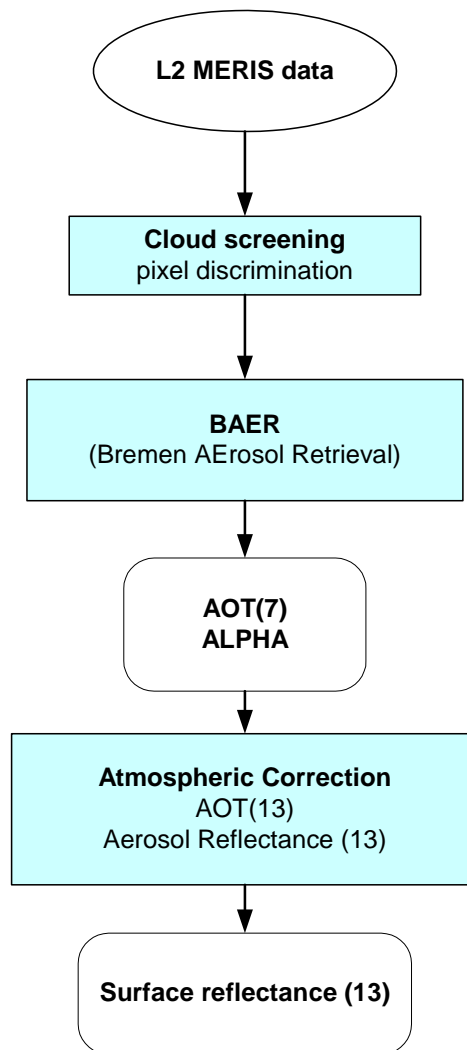 L2 MERIS data
Cloud screening
pixel discrimination
BAER
(Bremen AErosol Retrieval)
AOT(7)
ALPHA
Atmospheric Correction
AOT(13)
Aerosol Reflectance (13)
Surface reflectance (13)